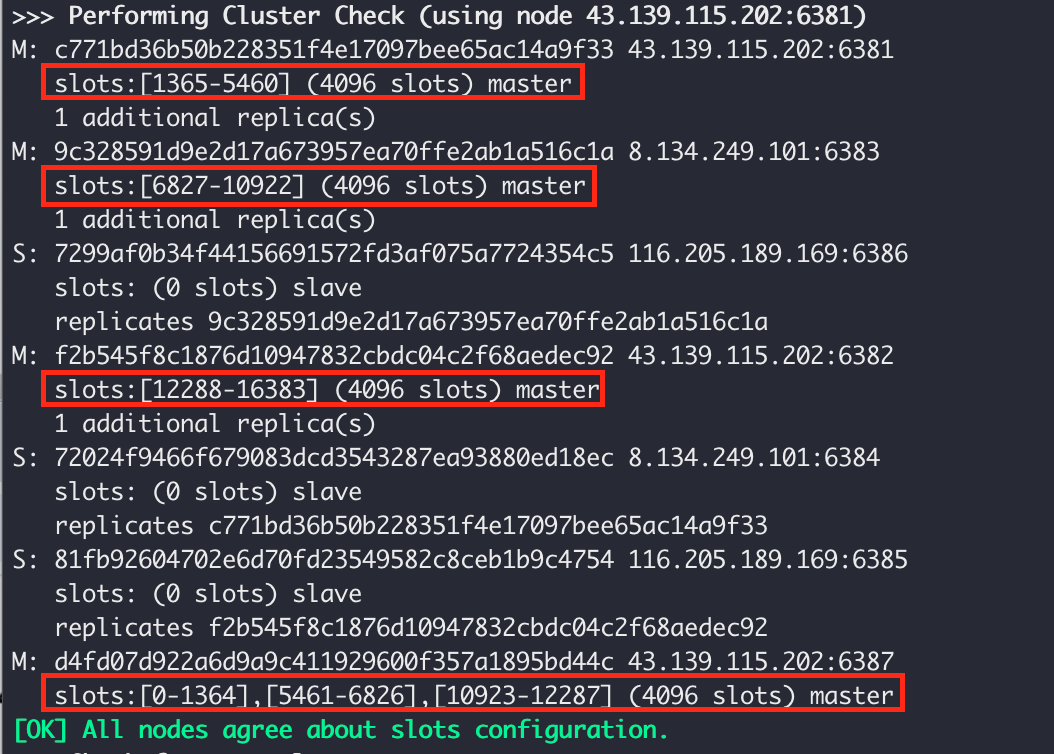 >>> Performing Cluster Check (using node 43.139.115.202:6381)
M: c771bd36b50b228351f4e17097bee65ac14a9f33 43.139.115.202:6381
slots:[1365-5460] (4096 slots) master
1 additional replica(s)
M: 9c328591d9e2d17a673957ea70ffe2ab1a516c1a 8.134.249.101:6383
slots:[6827-10922] (4096 slots) master
1 additional replica(s)
S: 7299af0b34f44156691572fd3af075a7724354c5 116.205.189.169:6386
slots: (0 slots) slave
replicates 9c328591d9e2d17a673957ea70ffe2ab1a516c1a
M: f2b545f8c1876d10947832cbdc04c2f68aedec92 43.139.115.202:6382
slots:[12288-16383] (4096 slots) master
1 additional replica(s)
S: 72024f9466f679083dcd3543287ea93880ed18ec 8.134.249.101:6384
slots: (0 slots) slave
replicates c771bd36b50b228351f4e17097bee65ac14a9f33
S: 81fb92604702e6d70fd23549582c8ceb1b9c4754 116.205.189.169:6385
slots: (0 slots) slave
replicates f2b545f8c1876d10947832cbdc04c2f68aedec92
M: d4fd07d922a6d9a9c411929600f357a1895bd44c 43.139.115.202:6387
slots:[0-1364],[5461-6826],[10923-12287] (4096 slots) master
[OK] All nodes agree about slots configuration.